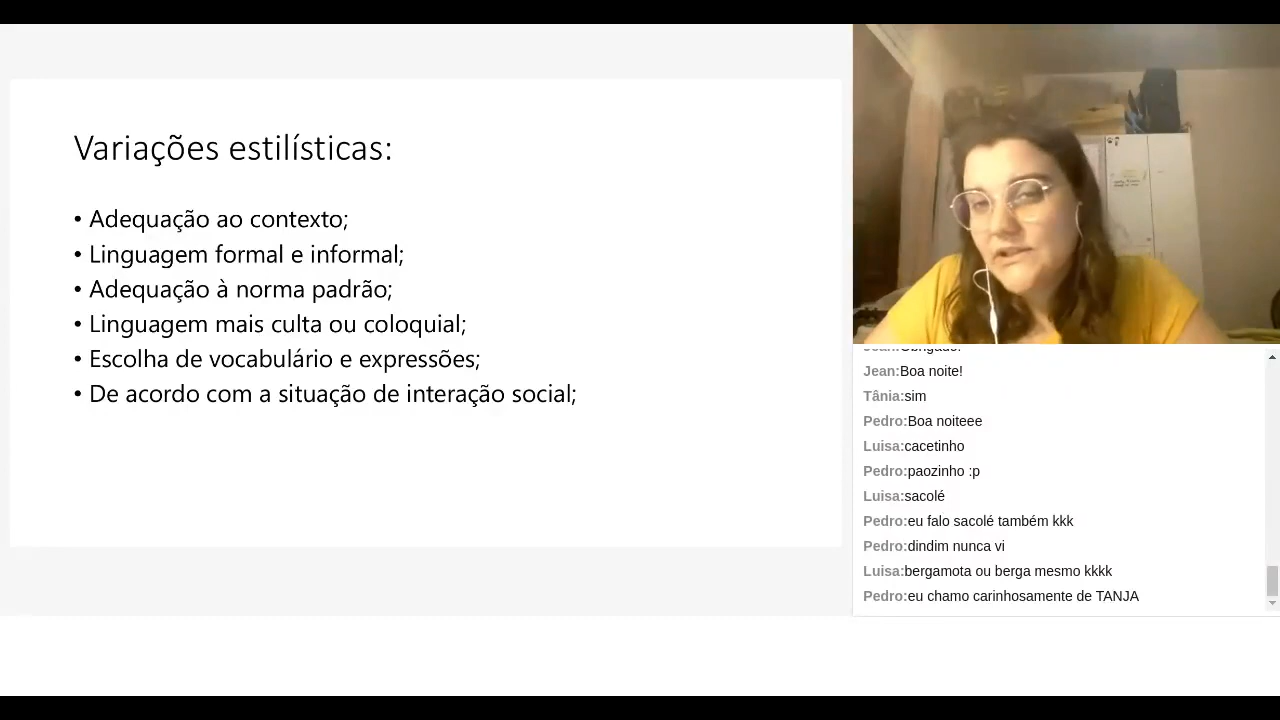 Variações estilísticas:
• Adequação ao contexto;
• Linguagem formal e informal;
• Adequação à norma padrão;
• Linguagem mais culta ou coloquial;
• Escolha de vocabulário e expressões;
• De acordo com a situação de interação social;
Jean:Obrigado!
Jean:Boa noite!
Tânia:sim
Pedro:Boa noiteee
Luisa:cacetinho
Pedro:paozinho :p
Luisa:sacolé
Pedro:eu falo sacolé também kkk
Pedro:dindim nunca vi
Luisa:bergamota ou berga mesmo kkkk
Pedro:eu chamo carinhosamente de TANJA